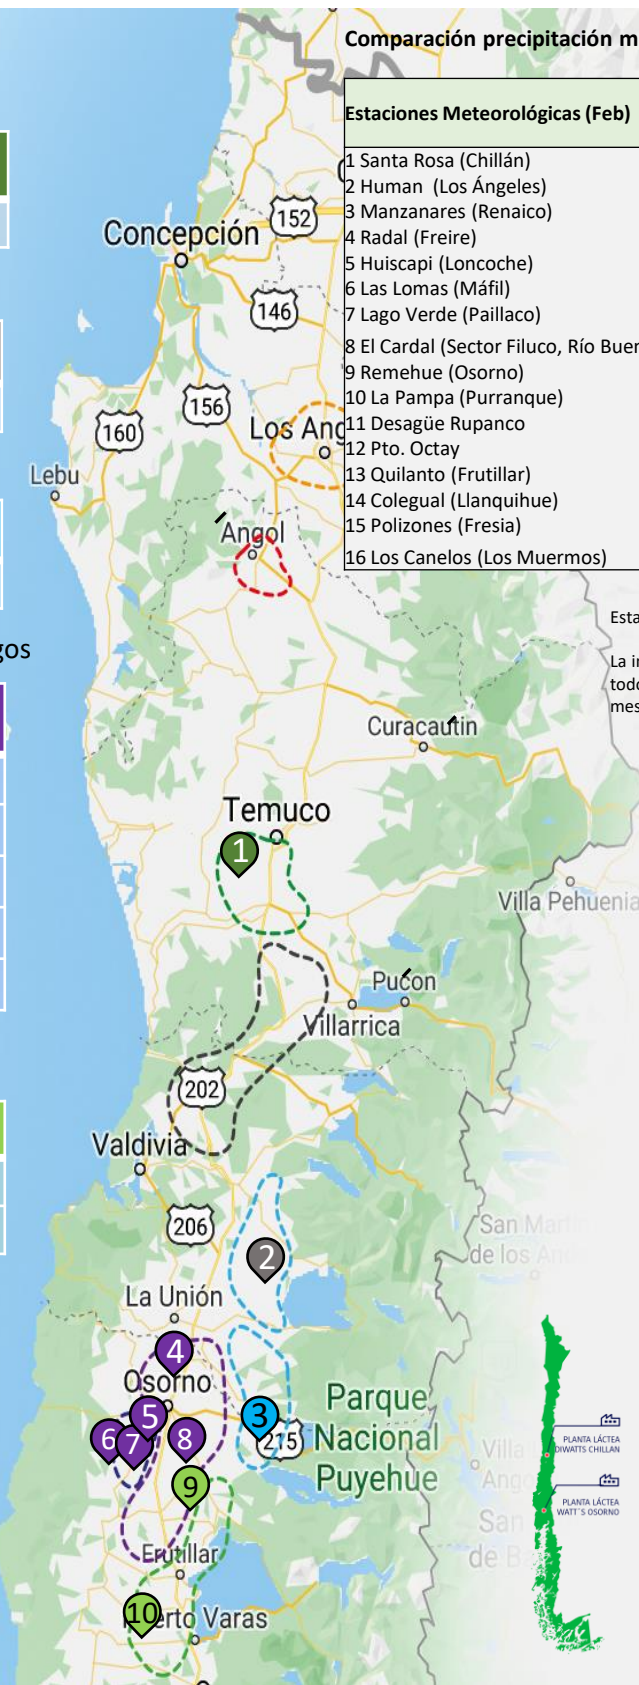 Comparación precipitación m
Estaciones Meteorológicas (Feb)
1 Santa Rosa (Chillán)
2 Human (Los Ángeles)
3 Manzanares (Renaico)
4 Radal (Freire)
5 Huiscapi (Loncoche)
6 Las Lomas (Máfil)
7 Lago Verde (Paillaco)
8 El Cardal (Sector Filuco, Río Buen
9 Remehue (Osorno)
10 La Pampa (Purranque)
11 Desagüe Rupanco
12 Pto. Octay
13 Quilanto (Frutillar)
14 Colegual (Llanquihue)
15 Polizones (Fresia)
16 Los Canelos (Los Muermos)
152
Concepción
146
156
160
Los Ang
Lebu
Angol
Esta
gos
La in
todo
mes
Curacautín
Temuco
1
Villa Pehuenia
Pucón
Villarrica
202
Valdivia
206
San Mart
de los And
2
La Unión
4
Osorno
5
3
6
7
8
215
Parque
Nacional
Puyehue
Villa
Ango
9
San
de Ba
PLANTA LÁCTEA
DIWATTS CHILLAN
PLANTA LÁCTEA
WATT´S OSORNO
Frutillar
10
erto Varas